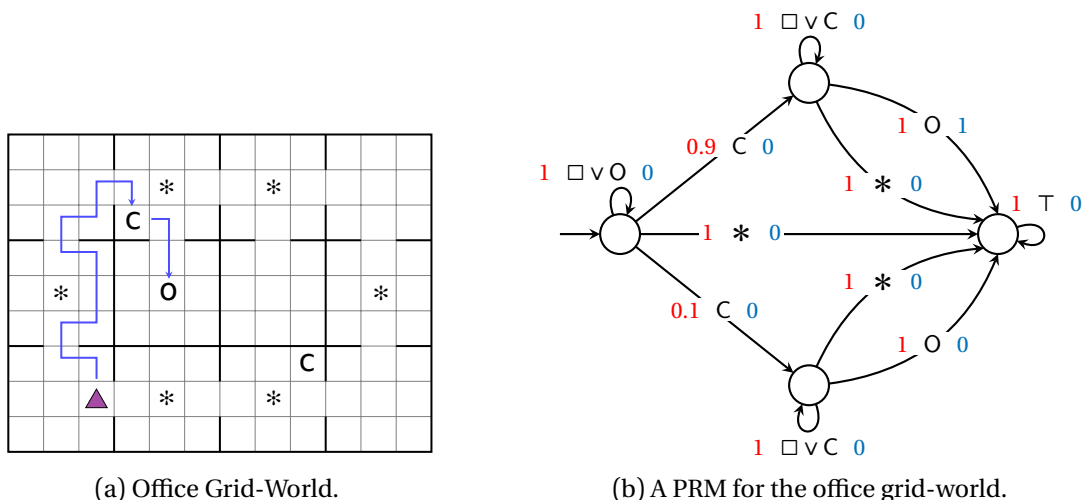 1 □ ∨ C 0
1 O 1
0.9 C 0
1 □ ∨ O 0
1 * 0
1 ⊤ 0
1 * 0
1 * 0
0.1 C 0
1 O 0
1 □ ∨ C 0
* *
C
* O *
C
* *
(a) Office Grid-World.
(b) A PRM for the office grid-world.